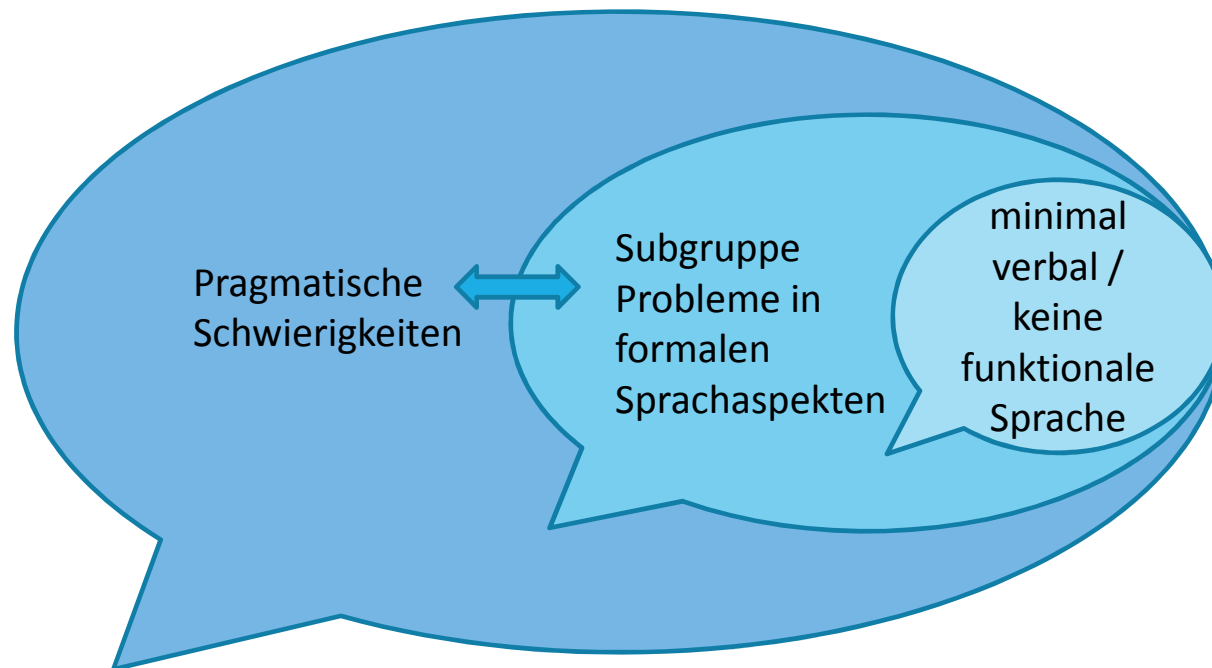 Pragmatische
Schwierigkeiten
Subgruppe
Probleme in
formalen
Sprachaspekten
minimal
verbal /
keine
funktionale
Sprache